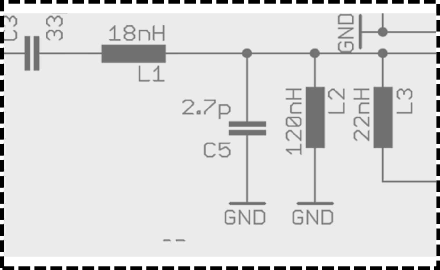 C3
33
18nH
L1
GND
2.7p
C5
120nH
L2
22nH
L3
GND
GND